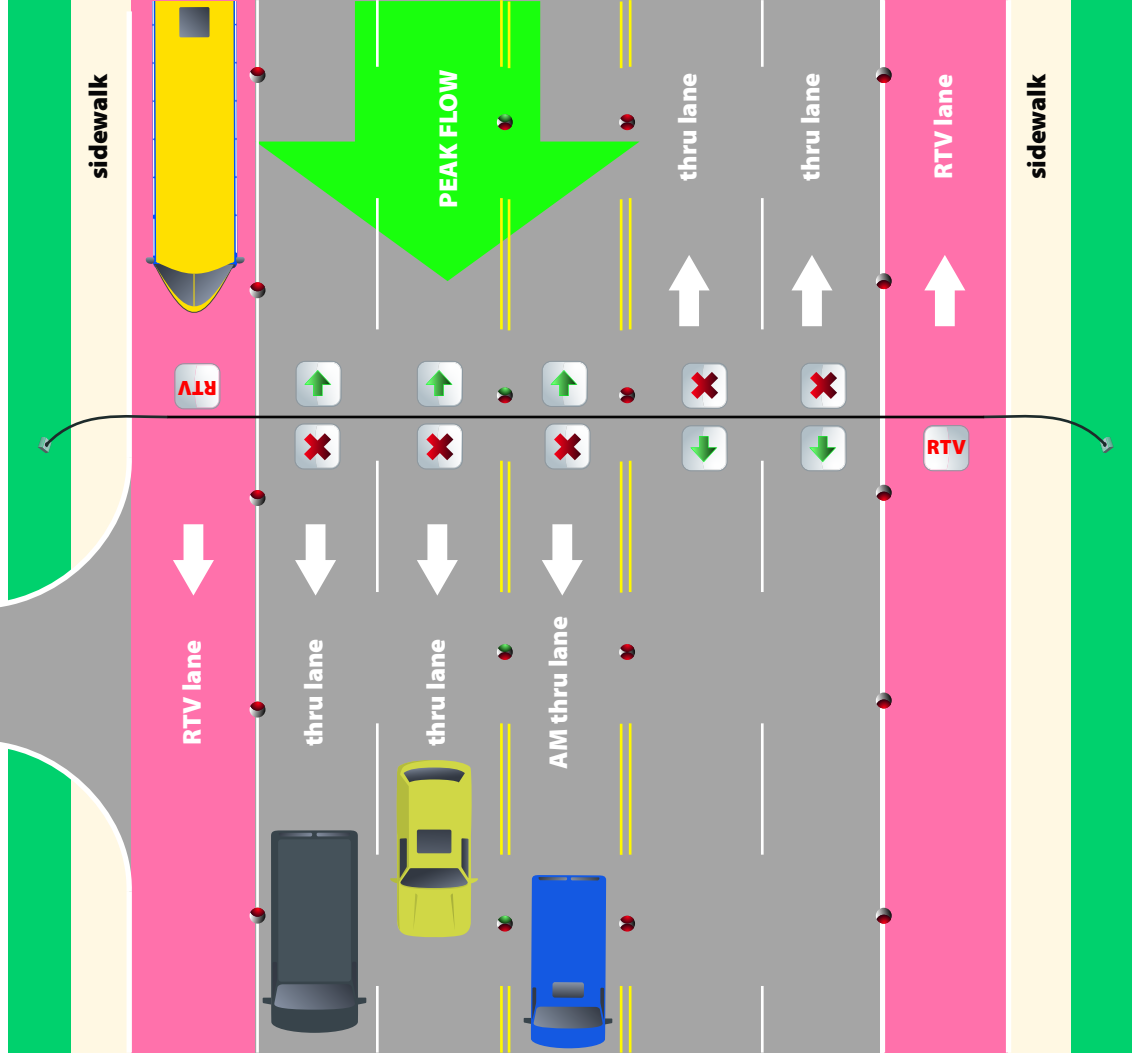 sidewalk
PEAK FLOW
thru lane
thru lane
RTV lane
sidewalk
RTV
RTV
RTV lane
thru lane
thru lane
AM thru lane